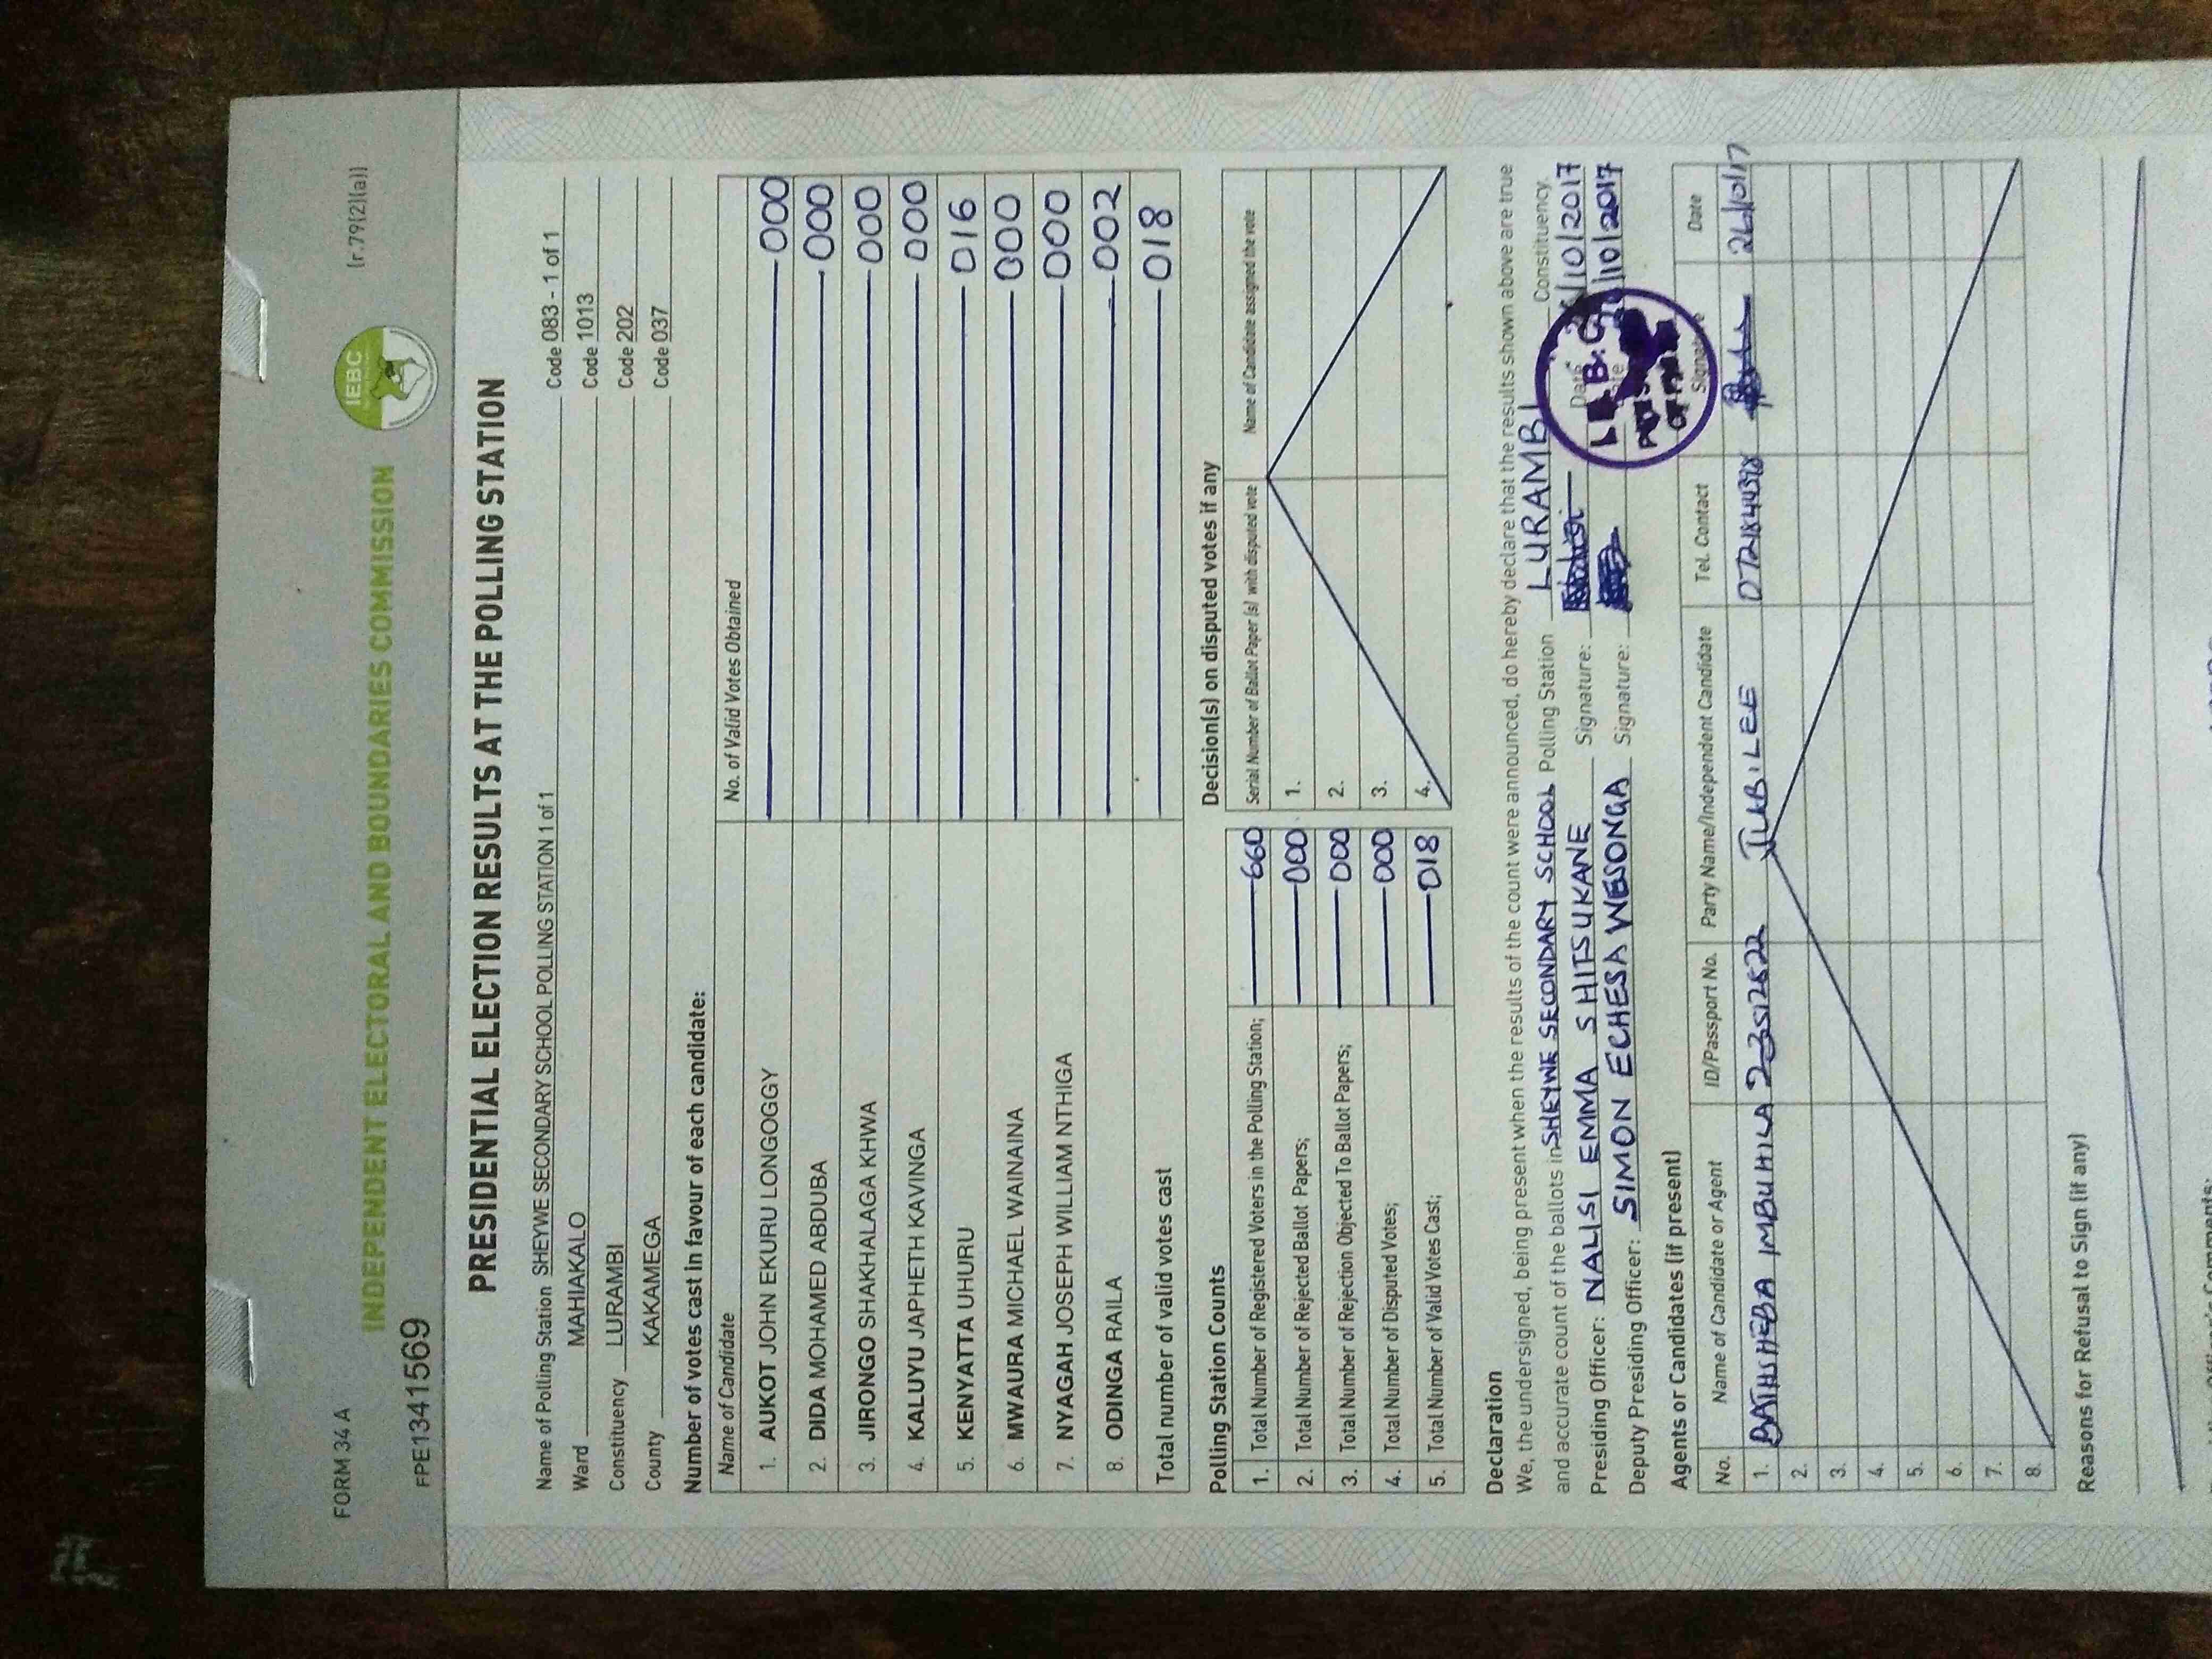 FORM 34 A
(r.79(2)(a))
IEBC
INDEPENDENT ELECTORAL AND BOUNDARIES COMMISSION
FPE1341569
PRESIDENTIAL ELECTION RESULTS AT THE POLLING STATION
Name of Polling Station SHEYWE SECONDARY SCHOOL POLLING STATION 1 of 1 Code 083 - 1 of 1
Ward MAHIAKALO Code 1013
Constituency LURAMBI Code 202
County KAKAMEGA Code 037
Number of votes cast in favour of each candidate:
Name of Candidate No. of Valid Votes Obtained
1. AUKOT JOHN EKURU LONGOGGY 000
2. DIDA MOHAMED ABDUBA 000
3. JIRONGO SHAKHALAGA KHWA 000
4. KALUYU JAPHETH KAVINGA 000
5. KENYATTA UHURU 016
6. MWAURA MICHAEL WAINAINA 000
7. NYAGAH JOSEPH WILLIAM NTHIGA 000
8. ODINGA RAILA 002
Total number of valid votes cast 018
Polling Station Counts
1. Total Number of Registered Voters in the Polling Station; 660
2. Total Number of Rejected Ballot Papers; 000
3. Total Number of Rejection Objected To Ballot Papers; 000
4. Total Number of Disputed Votes; 000
5. Total Number of Valid Votes Cast; 018
Decision(s) on disputed votes if any
Serial Number of Ballot Paper (s) with disputed vote Name of Candidate assigned the vote
1.
2.
3.
4.
Declaration
We, the undersigned, being present when the results of the count were announced, do hereby declare that the results shown above are true
and accurate count of the ballots in SHEYWE SECONDARY SCHOOL Polling Station LURAMBI Constituency.
Presiding Officer: NALISI EMMA SHITSUKANE Signature: Date /10/2017
Deputy Presiding Officer: SIMON ECHESA WESONGA Signature: /10/2017
Agents or Candidates (if present)
No. Name of Candidate or Agent ID/Passport No. Party Name/Independent Candidate Tel. Contact Signature Date
1. BATHSHEBA IMBUHILA JUBILEE 26/10/17
2.
3.
4.
5.
6.
7.
8.
Reasons for Refusal to Sign (if any)